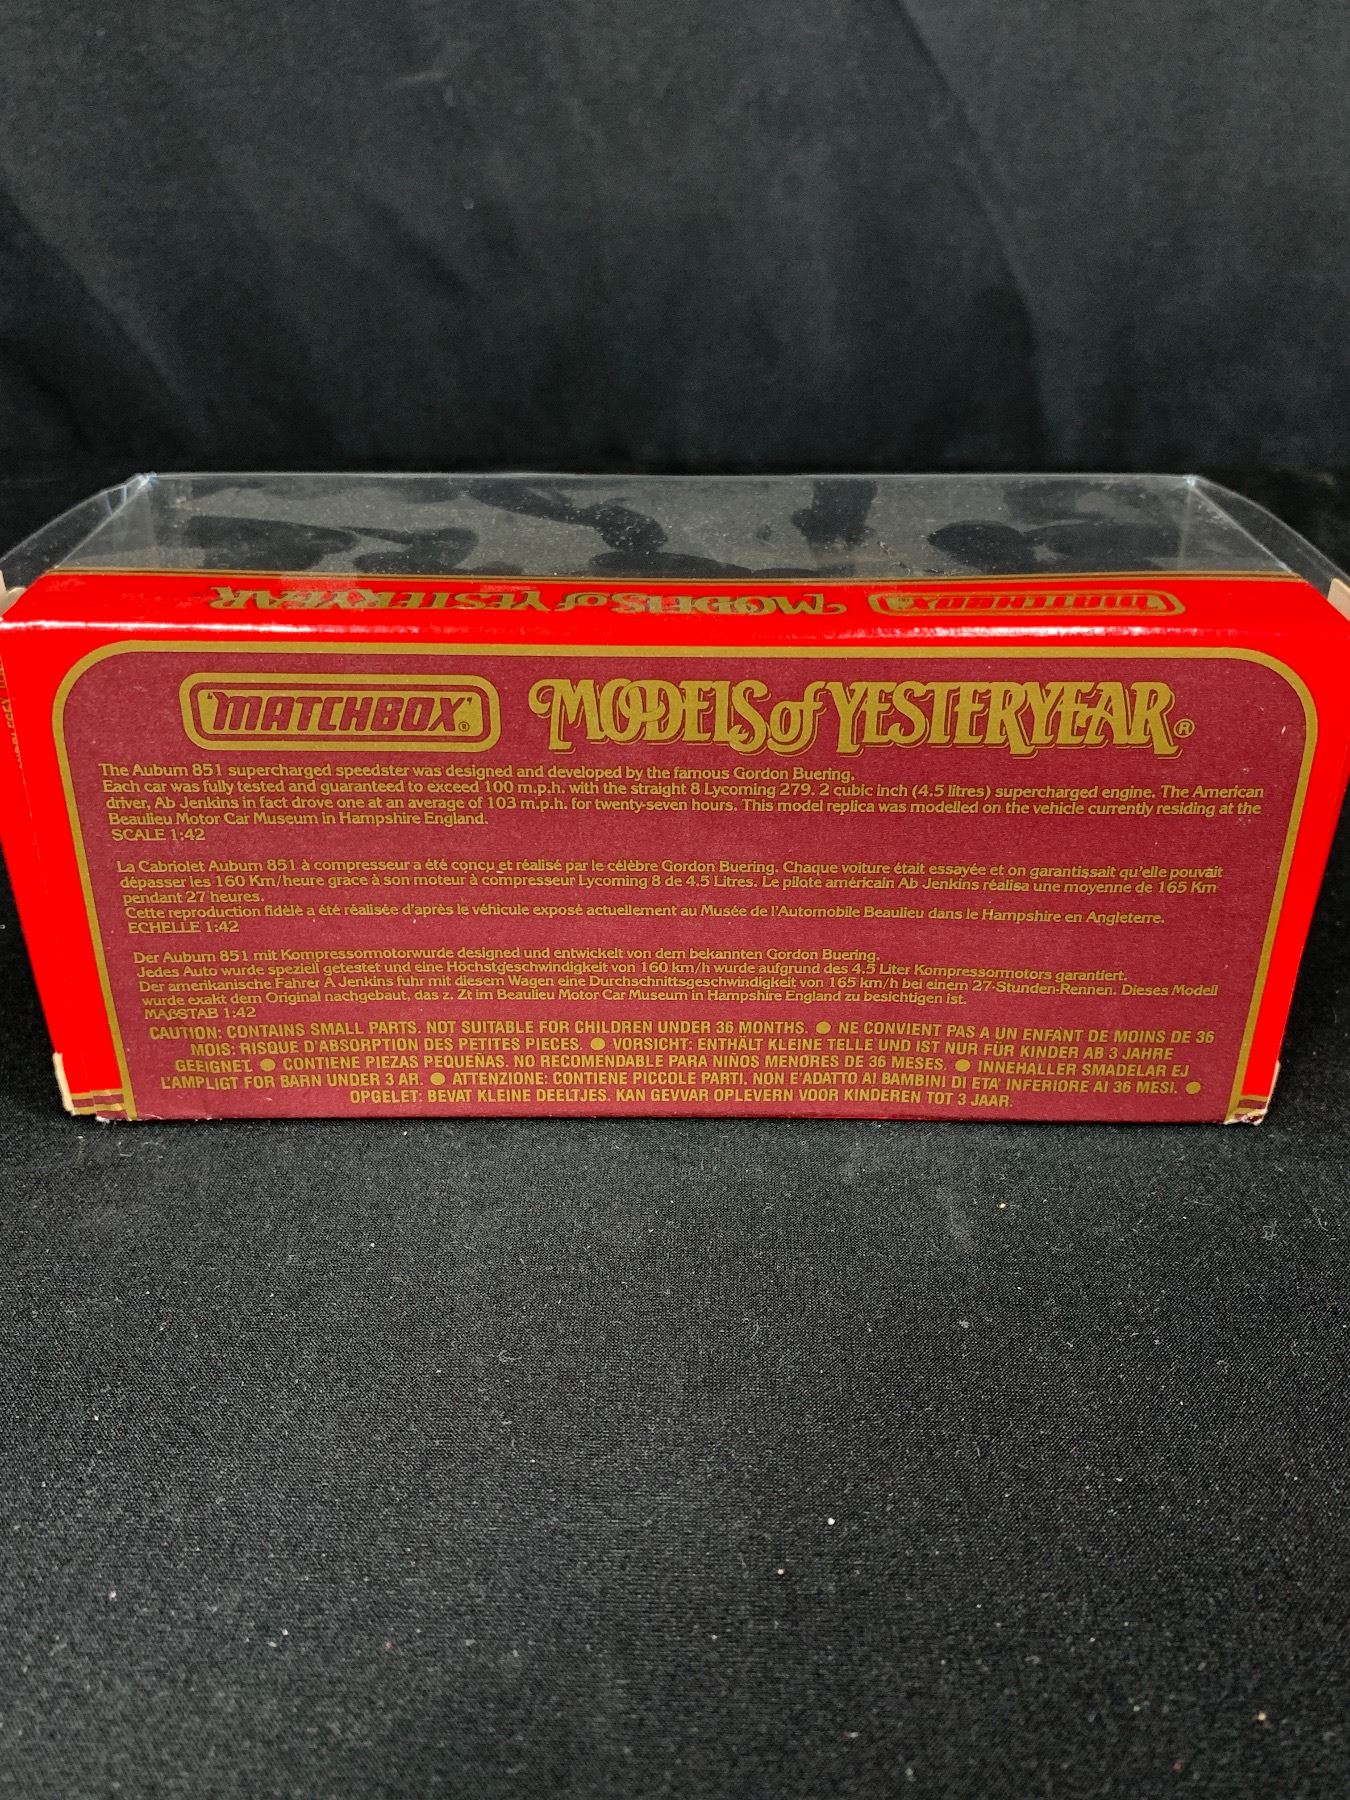 MODELS of YESTERYEAR MATCHBOX
MATCHBOX® MODELS of YESTERYEAR®
The Auburn 851 supercharged speedster was designed and developed by the famous Gordon Buering.
Each car was fully tested and guaranteed to exceed 100 m.p.h. with the straight 8 Lycoming 279. 2 cubic inch (4.5 litres) supercharged engine. The American
driver, Ab Jenkins in fact drove one at an average of 103 m.p.h. for twenty-seven hours. This model replica was modelled on the vehicle currently residing at the
Beaulieu Motor Car Museum in Hampshire England.
SCALE 1:42
La Cabriolet Auburn 851 à compresseur a été conçu et réalisé par le célèbre Gordon Buering. Chaque voiture était essayée et on garantissait qu'elle pouvait
dépasser les 160 Km/heure grace à son moteur à compresseur Lycoming 8 de 4.5 Litres. Le pilote américain Ab Jenkins réalisa une moyenne de 165 Km
pendant 27 heures.
Cette reproduction fidèlè a été réalisée d'après le véhicule exposé actuellement au Musée de l'Automobile Beaulieu dans le Hampshire en Angleterre.
ECHELLE 1:42
Der Auburn 851 mit Kompressormotorwurde designed und entwickelt von dem bekannten Gordon Buering.
Jedes Auto wurde speziell getestet und eine Höchstgeschwindigkeit von 160 km/h wurde aufgrund des 4.5 Liter Kompressormotors garantiert.
Der amerikanische Fahrer A Jenkins fuhr mit diesem Wagen eine Durchschnittsgeschwindigkeit von 165 km/h bei einem 27-Stunden-Rennen. Dieses Modell
wurde exakt dem Original nachgebaut, das z. Zt im Beaulieu Motor Car Museum in Hampshire England zu besichtigen ist.
MAßSTAB 1:42
CAUTION: CONTAINS SMALL PARTS. NOT SUITABLE FOR CHILDREN UNDER 36 MONTHS. ● NE CONVIENT PAS A UN ENFANT DE MOINS DE 36
MOIS: RISQUE D'ABSORPTION DES PETITES PIECES. ● VORSICHT: ENTHÄLT KLEINE TELLE UND IST NUR FÜR KINDER AB 3 JAHRE
GEEIGNET ● CONTIENE PIEZAS PEQUEÑAS. NO RECOMENDABLE PARA NIÑOS MENORES DE 36 MESES. ● INNEHALLER SMADELAR EJ
L'AMPLIGT FOR BARN UNDER 3 AR. ● ATTENZIONE: CONTIENE PICCOLE PARTI. NON E'ADATTO AI BAMBINI DI ETA' INFERIORE AI 36 MESI. ●
OPGELET: BEVAT KLEINE DEELTJES. KAN GEVVAR OPLEVERN VOOR KINDEREN TOT 3 JAAR.